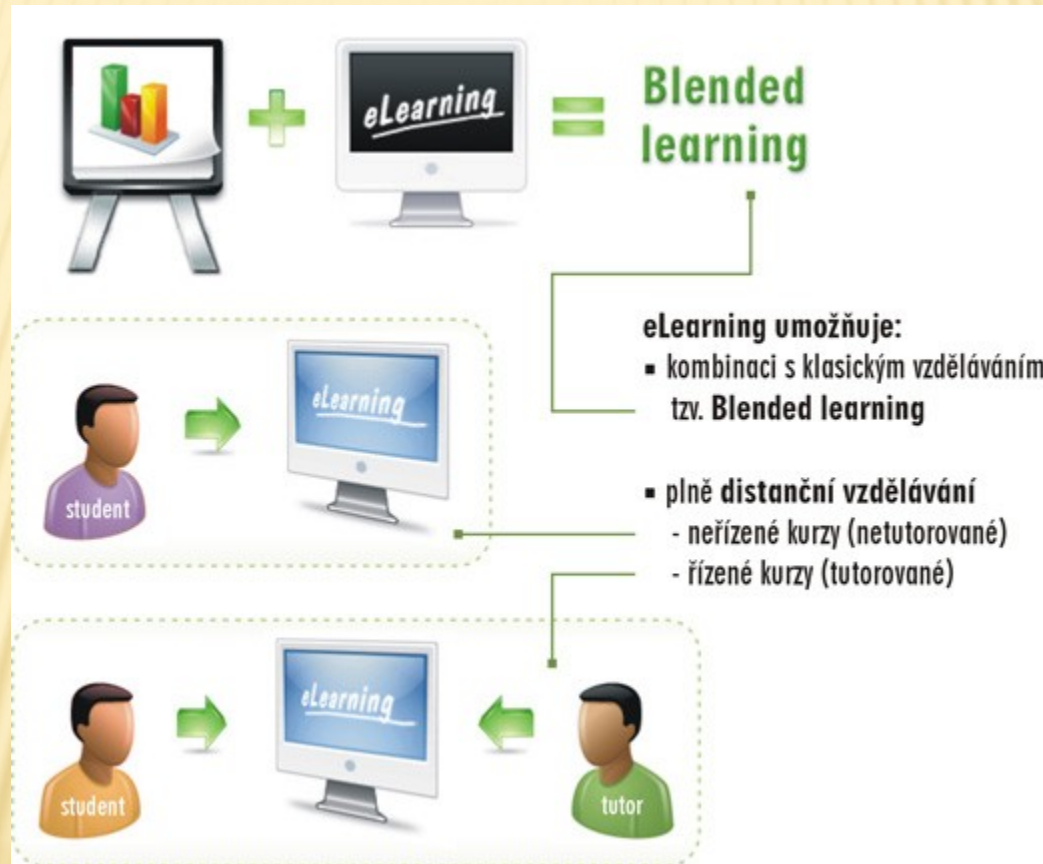 eLearning
Blended
learning
eLearning umožňuje:
▪ kombinaci s klasickým vzděláváním
tzv. Blended learning
eLearning
student
▪ plně distanční vzdělávání
- neřízené kurzy (netutorované)
- řízené kurzy (tutorované)
eLearning
student
tutor